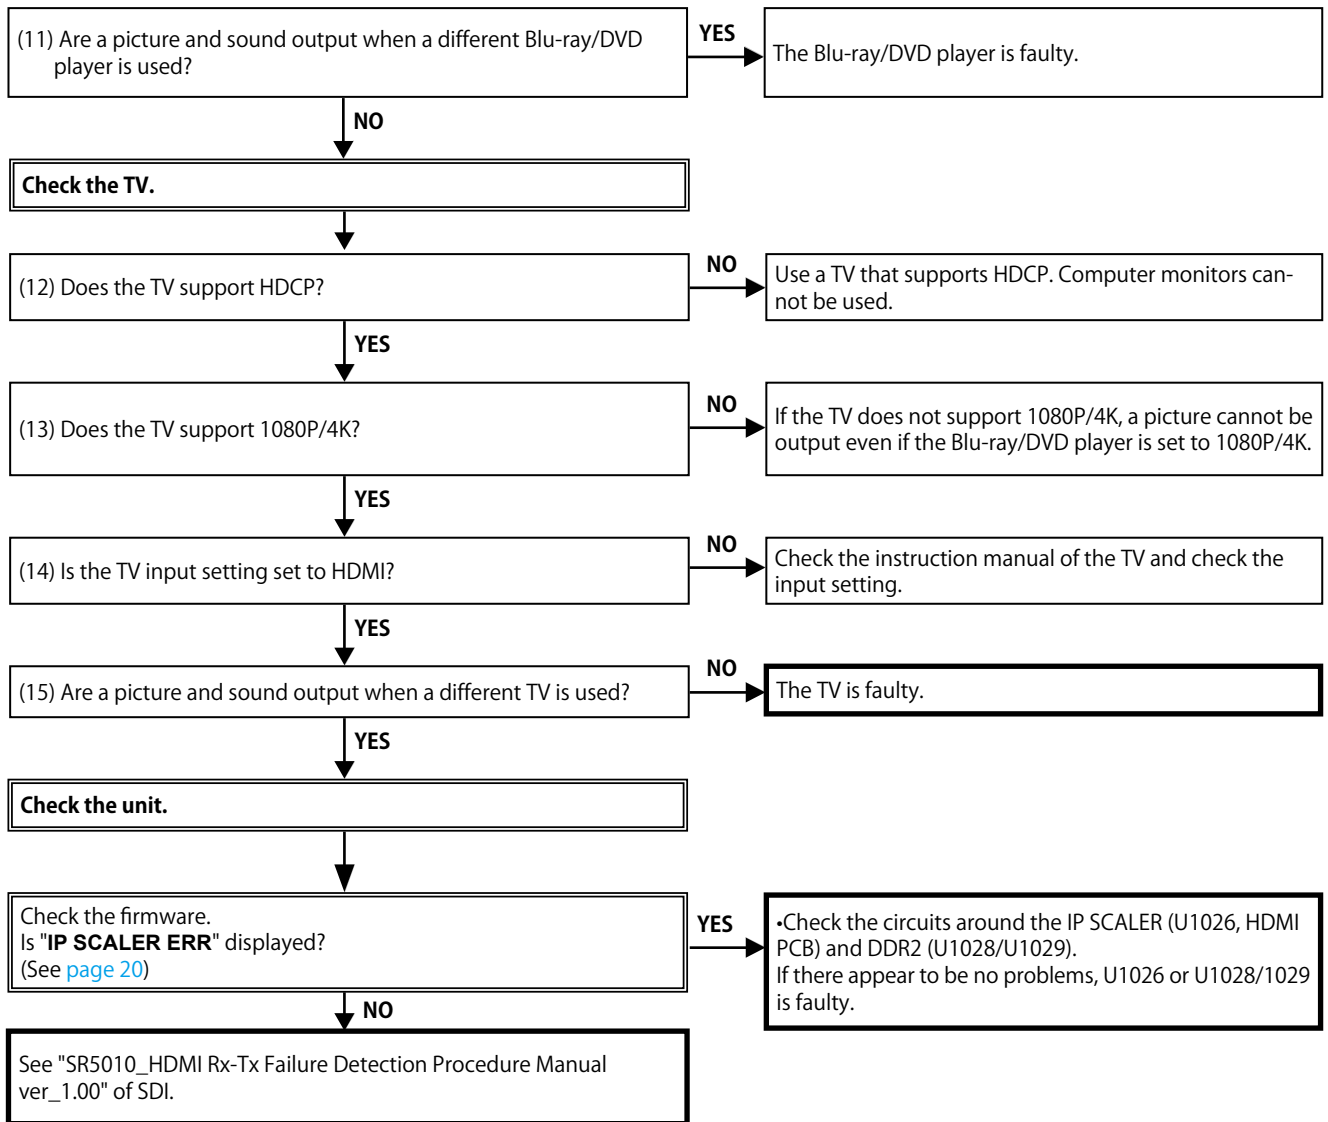 (11) Are a picture and sound output when a different Blu-ray/DVD
player is used?
YES
The Blu-ray/DVD player is faulty.
NO
Check the TV.
(12) Does the TV support HDCP?
NO
Use a TV that supports HDCP. Computer monitors can-
not be used.
YES
(13) Does the TV support 1080P/4K?
NO
If the TV does not support 1080P/4K, a picture cannot be
output even if the Blu-ray/DVD player is set to 1080P/4K.
YES
(14) Is the TV input setting set to HDMI?
NO
Check the instruction manual of the TV and check the
input setting.
YES
(15) Are a picture and sound output when a different TV is used?
NO
The TV is faulty.
YES
Check the unit.
Check the firmware.
Is "IP SCALER ERR" displayed?
(See page 20)
YES
•Check the circuits around the IP SCALER (U1026, HDMI
PCB) and DDR2 (U1028/U1029).
If there appear to be no problems, U1026 or U1028/1029
is faulty.
NO
See "SR5010_HDMI Rx-Tx Failure Detection Procedure Manual
ver_1.00" of SDI.